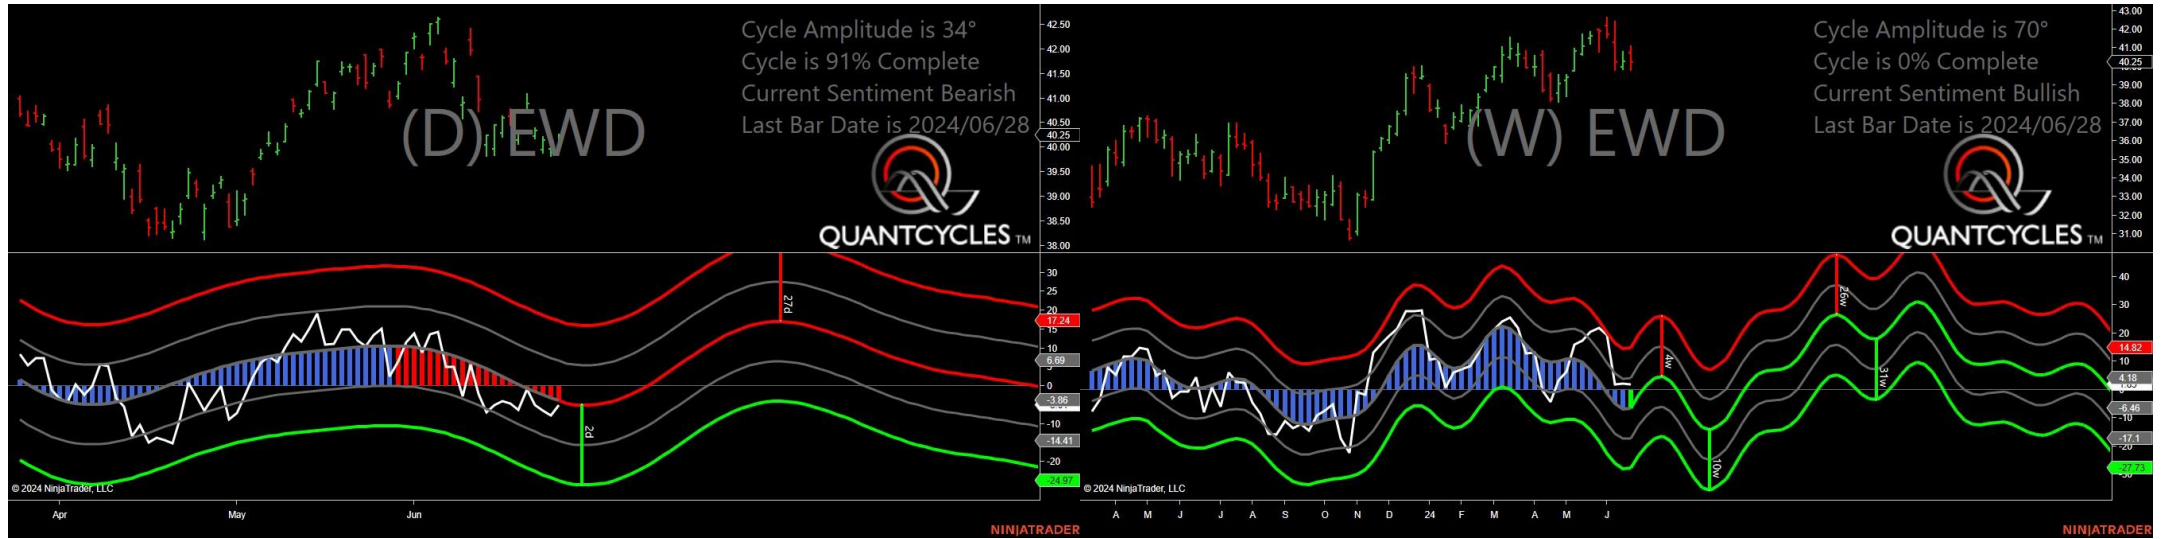 Cycle Amplitude is 34°
Cycle is 91% Complete
Current Sentiment Bearish
Last Bar Date is 2024/06/28
(D) EWD
QUANTCYCLES TM
42.50
42.00
41.50
41.00
40.50
40.25
40.00
39.50
39.00
38.50
38.00
30
25
20
17.24
15
10
6.69
0
-3.86
-10
-14.41
-20
-24.97
27d
2d
© 2024 NinjaTrader, LLC
Apr
May
Jun
NINJATRADER
Cycle Amplitude is 70°
Cycle is 0% Complete
Current Sentiment Bullish
Last Bar Date is 2024/06/28
(W) EWD
QUANTCYCLES TM
43.00
42.00
41.00
40.25
39.00
38.00
37.00
36.00
35.00
34.00
33.00
32.00
31.00
40
30
20
14.82
10
4.18
-6.46
-10
-17.1
-27.73
4w
10w
26w
31w
© 2024 NinjaTrader, LLC
A M J J A S O N D 24 F M A M J
NINJATRADER